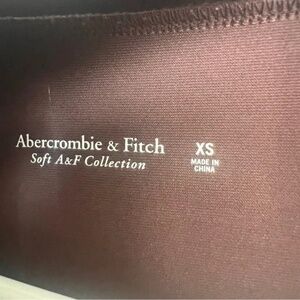 Abercrombie & Fitch
Soft A&F Collection
XS
MADE IN
CHINA